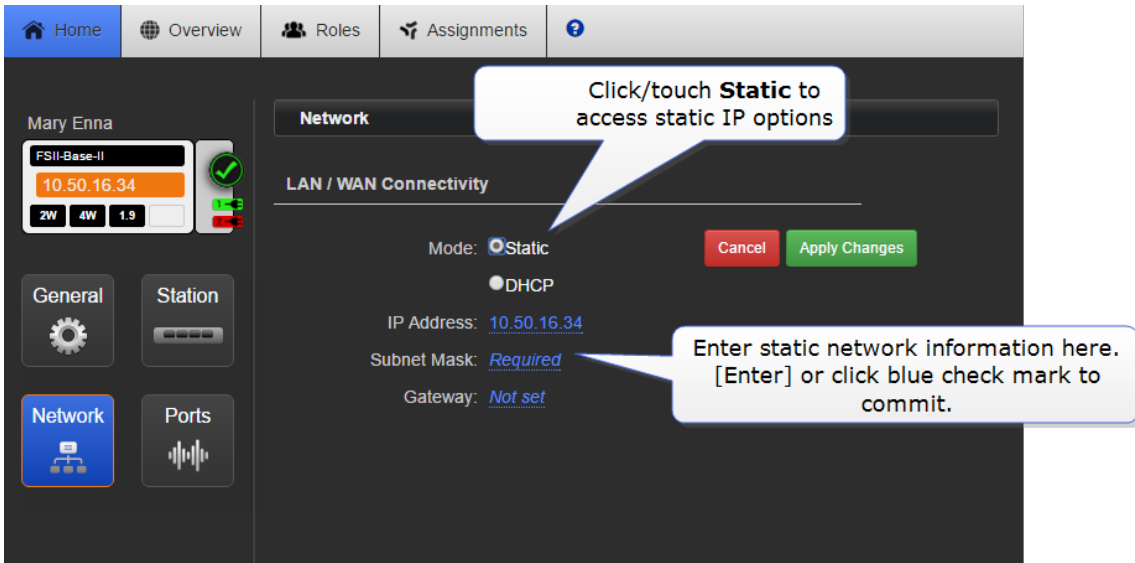 Home
Overview
Roles
Assignments
?
Click/touch Static to
access static IP options
Mary Enna
FSII-Base-II
10.50.16.34
2W 4W 1.9
1
2
General
Station
Network
Ports
Network
LAN / WAN Connectivity
Mode: Static
DHCP
Cancel
Apply Changes
IP Address: 10.50.16.34
Subnet Mask: Required
Gateway: Not set
Enter static network information here.
[Enter] or click blue check mark to
commit.